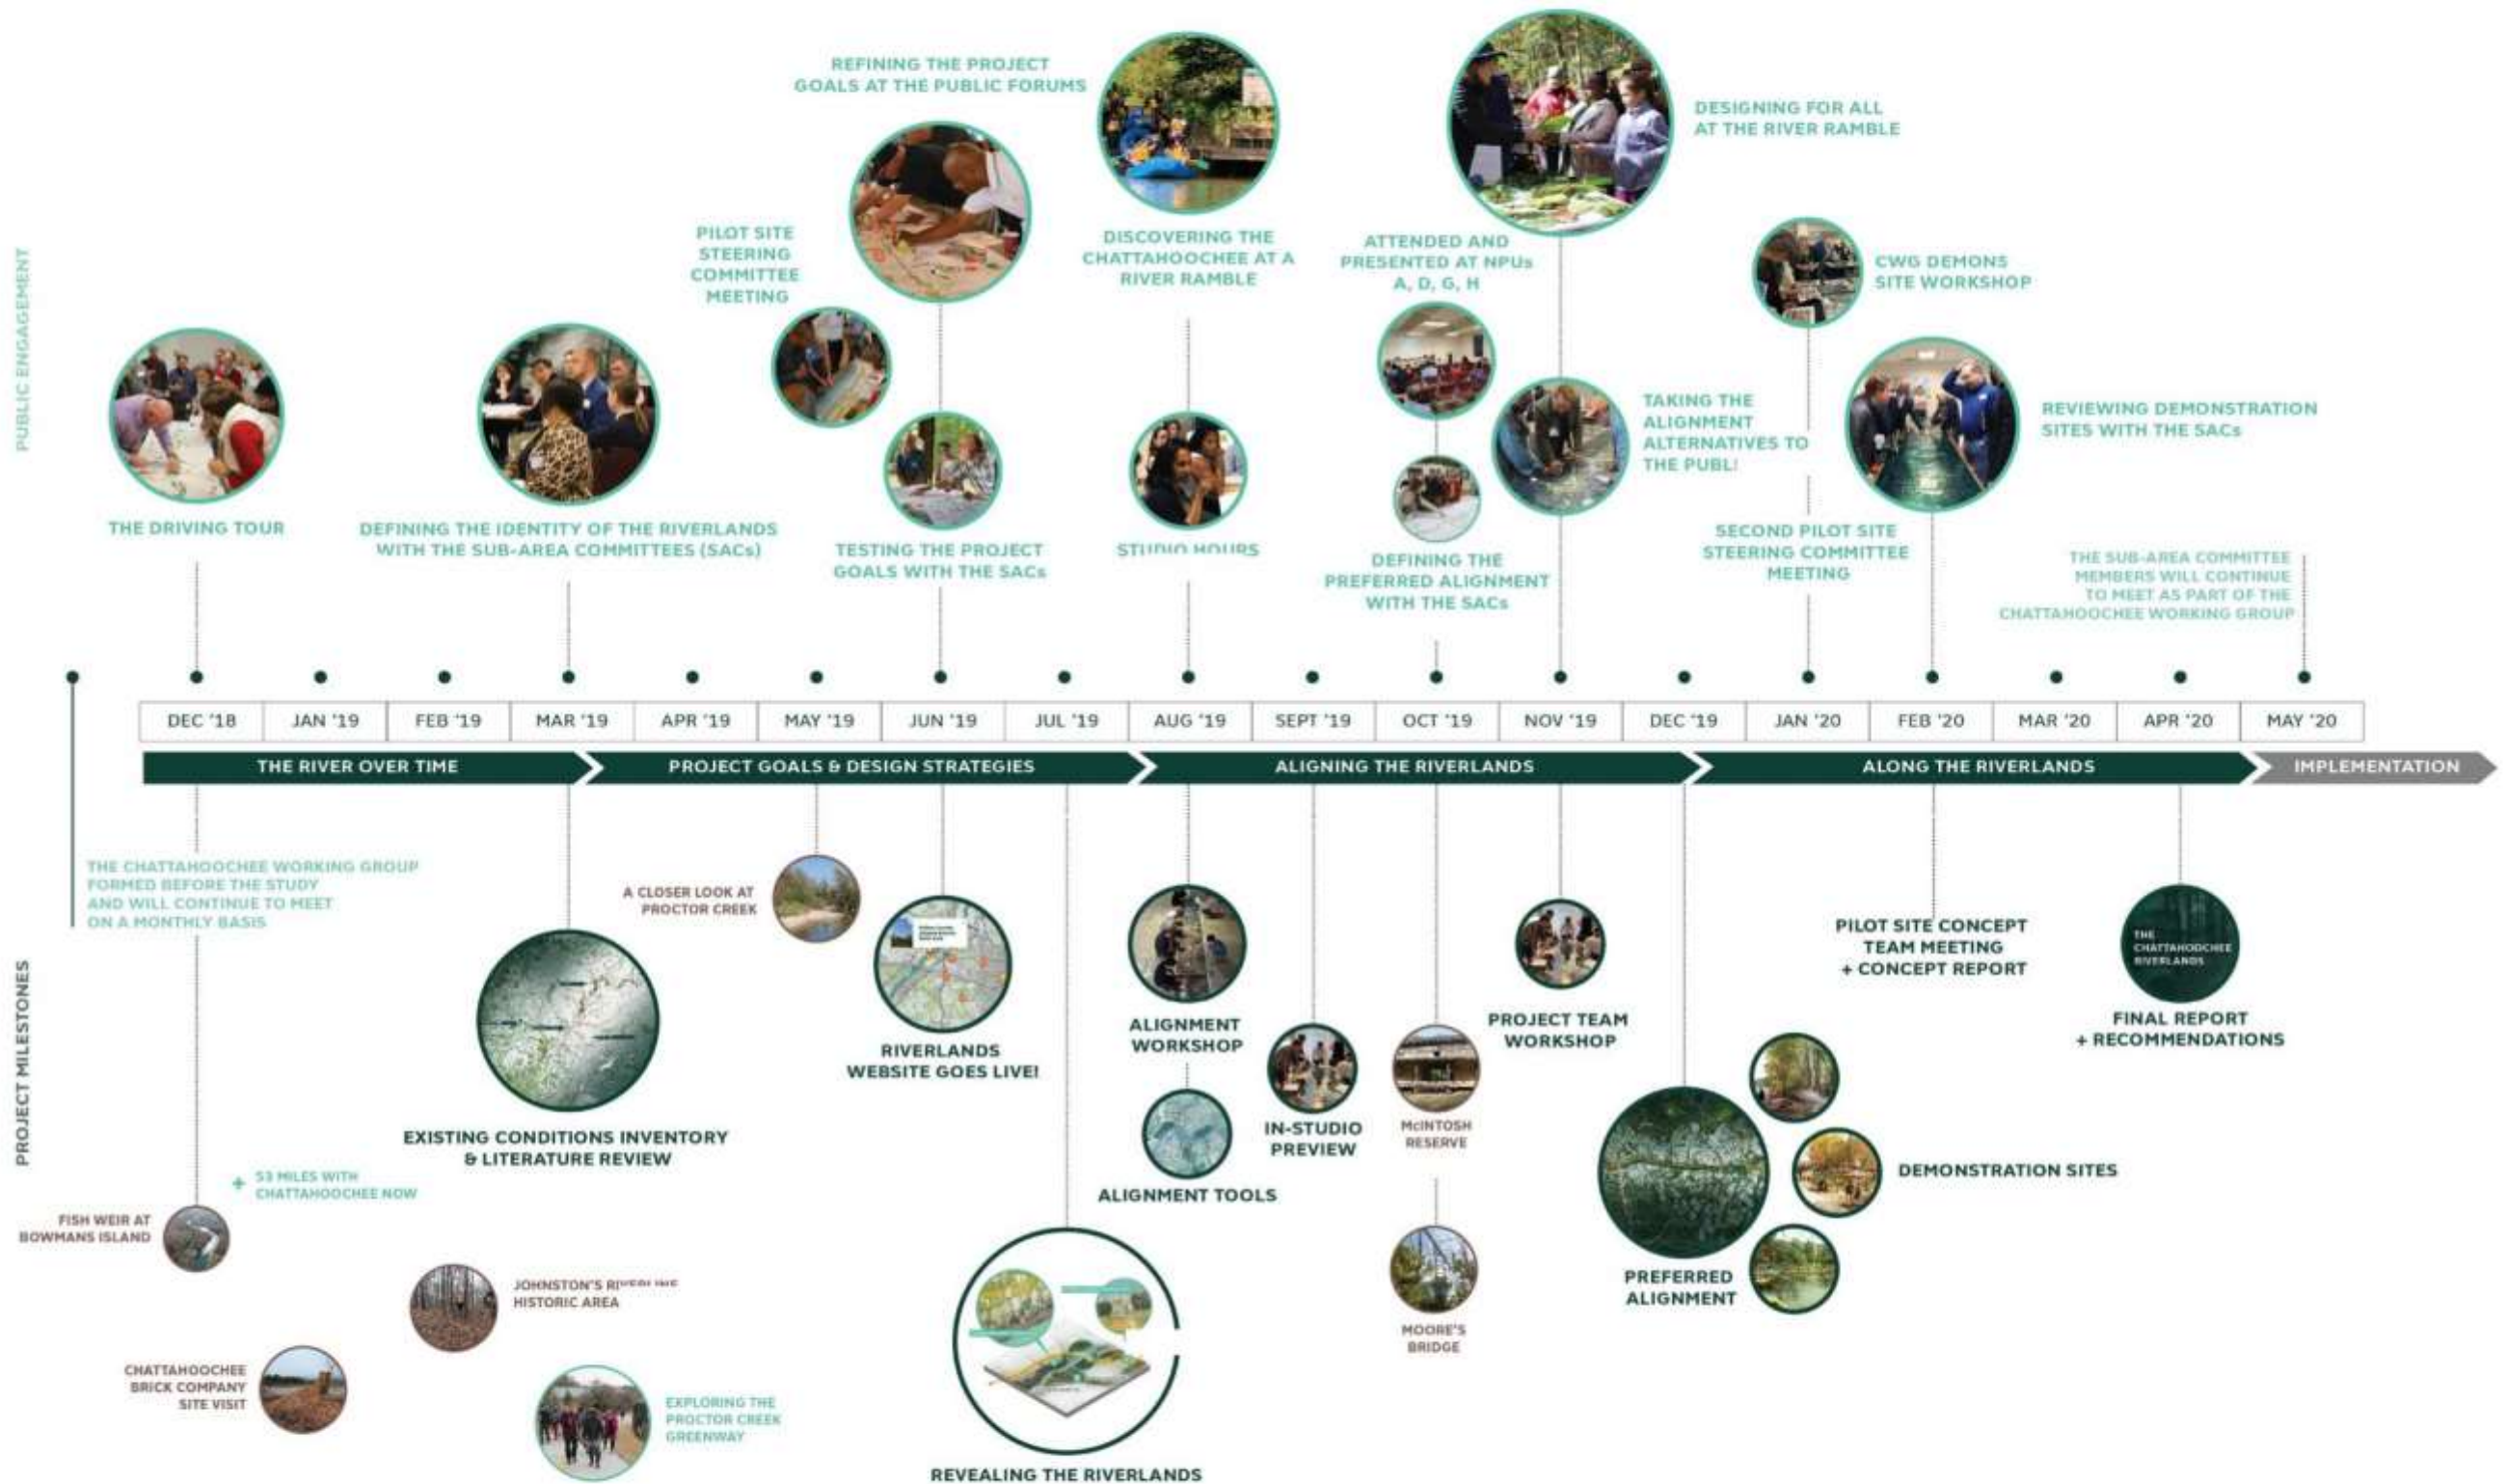 PUBLIC ENGAGEMENT
REFINING THE PROJECT
GOALS AT THE PUBLIC FORUMS
DESIGNING FOR ALL
AT THE RIVER RAMBLE
PILOT SITE
STEERING
COMMITTEE
MEETING
DISCOVERING THE
CHATTAHOOCHEE AT A
RIVER RAMBLE
ATTENDED AND
PRESENTED AT NPUs
A, D, G, H
CWG DEMONS
SITE WORKSHOP
TAKING THE
ALIGNMENT
ALTERNATIVES TO
THE PUBL!
REVIEWING DEMONSTRATION
SITES WITH THE SACs
THE DRIVING TOUR
DEFINING THE IDENTITY OF THE RIVERLANDS
WITH THE SUB-AREA COMMITTEES (SACs)
TESTING THE PROJECT
GOALS WITH THE SACs
STUDIO HOURS
DEFINING THE
PREFERRED ALIGNMENT
WITH THE SACs
SECOND PILOT SITE
STEERING COMMITTEE
MEETING
THE SUB-AREA COMMITTEE
MEMBERS WILL CONTINUE
TO MEET AS PART OF THE
CHATTAHOOCHEE WORKING GROUP
DEC '18 JAN '19 FEB '19 MAR '19 APR '19 MAY '19 JUN '19 JUL '19 AUG '19 SEPT '19 OCT '19 NOV '19 DEC '19 JAN '20 FEB '20 MAR '20 APR '20 MAY '20
THE RIVER OVER TIME PROJECT GOALS & DESIGN STRATEGIES ALIGNING THE RIVERLANDS ALONG THE RIVERLANDS IMPLEMENTATION
PROJECT MILESTONES
THE CHATTAHOOCHEE WORKING GROUP
FORMED BEFORE THE STUDY
AND WILL CONTINUE TO MEET
ON A MONTHLY BASIS
A CLOSER LOOK AT
PROCTOR CREEK
RIVERLANDS
WEBSITE GOES LIVE!
ALIGNMENT
WORKSHOP
PROJECT TEAM
WORKSHOP
PILOT SITE CONCEPT
TEAM MEETING
+ CONCEPT REPORT
THE
CHATTAHOOCHEE
RIVERLANDS
FINAL REPORT
+ RECOMMENDATIONS
EXISTING CONDITIONS INVENTORY
& LITERATURE REVIEW
IN-STUDIO
PREVIEW
McINTOSH
RESERVE
ALIGNMENT TOOLS
DEMONSTRATION SITES
+ 53 MILES WITH
CHATTAHOOCHEE NOW
FISH WEIR AT
BOWMANS ISLAND
JOHNSTON'S RIVERLINE
HISTORIC AREA
PREFERRED
ALIGNMENT
MOORE'S
BRIDGE
CHATTAHOOCHEE
BRICK COMPANY
SITE VISIT
EXPLORING THE
PROCTOR CREEK
GREENWAY
REVEALING THE RIVERLANDS